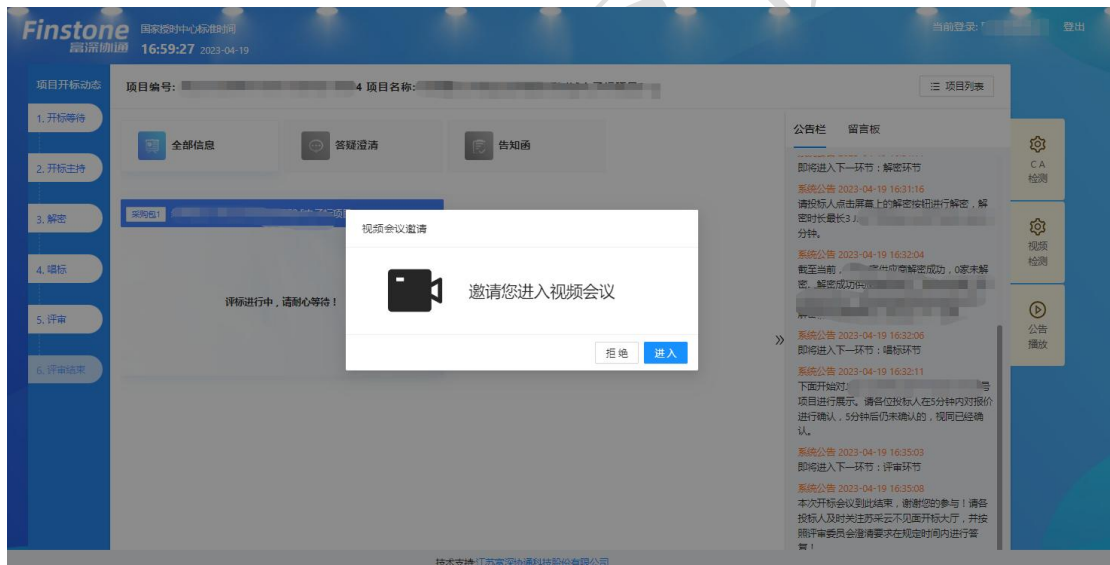 Finstone
富深协通
国家授时中心标准时间
16:59:27 2023-04-19
当前登录:
登出
项目开标动态
1. 开标等待
2. 开标主持
3. 解密
4. 唱标
5. 评审
6. 评审结果
项目编号:
4 项目名称:
项目列表
全部信息
答疑澄清
告知函
采购包1
评标进行中，请耐心等待！
视频会议邀请
邀请您进入视频会议
拒绝
进入
公告栏
留言板
即将进入下一环节：解密环节
系统公告 2023-04-19 16:31:16
请投标人点击屏幕上的解密按钮进行解密，解
密时长最长3
分钟。
系统公告 2023-04-19 16:32:04
截至当前，
供应商解密成功，0家未解
密。解密成功供
系统公告 2023-04-19 16:32:06
即将进入下一环节：唱标环节
系统公告 2023-04-19 16:32:11
下面开始对:
号
项目进行展示。请各位投标人在5分钟内对报价
进行确认，5分钟后仍未确认的，视同已经确
认。
系统公告 2023-04-19 16:35:03
即将进入下一环节：评审环节
系统公告 2023-04-19 16:35:08
本次开标会议到此结束，谢谢您的参与！请各
投标人及时关注苏采云不见面开标大厅，并按
照评审委员会澄清要求在规定时间内进行答
复！
»
CA
检测
视频
检测
公告
播放
技术支持:江苏富深协通科技股份有限公司